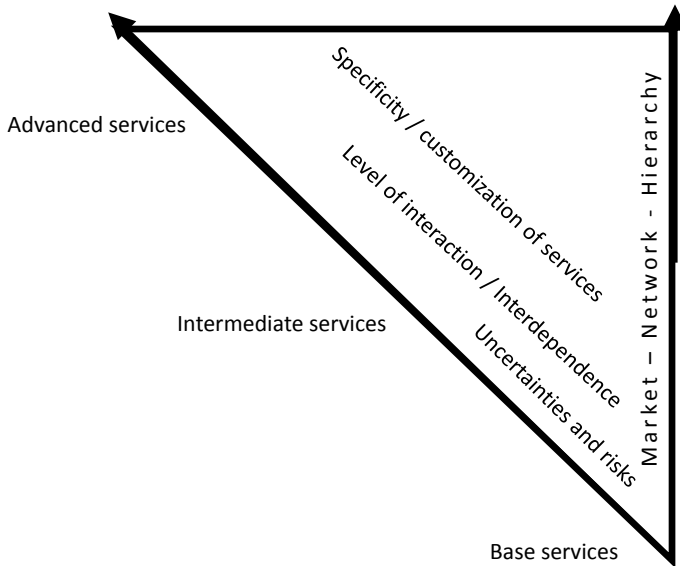 Advanced services
Specificity / customization of services
Level of interaction / Interdependence
Intermediate services
Uncertainties and risks
Market – Network - Hierarchy
Base services